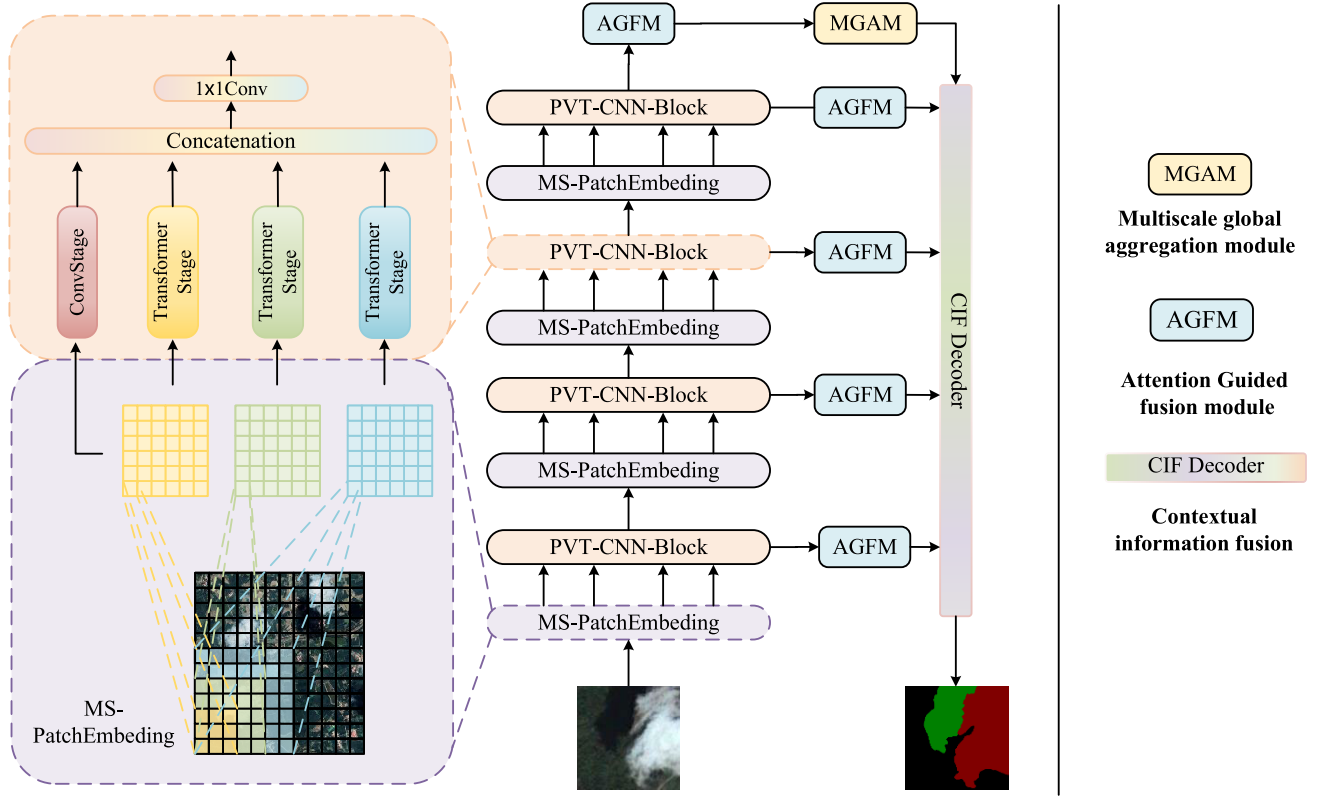 1x1Conv
Concatenation
ConvStage
Transformer
Stage
Transformer
Stage
Transformer
Stage
MS-
PatchEmbeding
AGFM
MGAM
PVT-CNN-Block
AGFM
MS-PatchEmbeding
PVT-CNN-Block
AGFM
MS-PatchEmbeding
PVT-CNN-Block
AGFM
MS-PatchEmbeding
PVT-CNN-Block
AGFM
MS-PatchEmbeding
CIF Decoder
MGAM
Multiscale global
aggregation module
AGFM
Attention Guided
fusion module
CIF Decoder
Contextual
information fusion